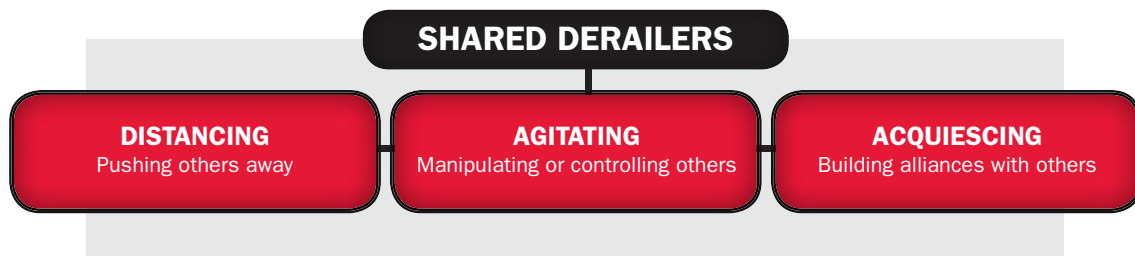 SHARED DERAILERS
DISTANCING
Pushing others away
AGITATING
Manipulating or controlling others
ACQUIESCING
Building alliances with others